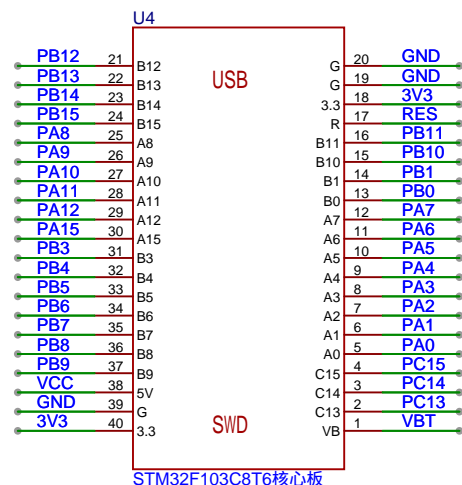 U4
USB
PB12 21 B12 G 20 GND
PB13 22 B13 G 19 GND
PB14 23 B14 3.3 18 3V3
PB15 24 B15 R 17 RES
PA8 25 A8 B11 16 PB11
PA9 26 A9 B10 15 PB10
PA10 27 A10 B1 14 PB1
PA11 28 A11 B0 13 PB0
PA12 29 A12 A7 12 PA7
PA15 30 A15 A6 11 PA6
PB3 31 B3 A5 10 PA5
PB4 32 B4 A4 9 PA4
PB5 33 B5 A3 8 PA3
PB6 34 B6 A2 7 PA2
PB7 35 B7 A1 6 PA1
PB8 36 B8 A0 5 PA0
PB9 37 B9 C15 4 PC15
VCC 38 5V C14 3 PC14
GND 39 G C13 2 PC13
3V3 40 3.3 VB 1 VBT
SWD
STM32F103C8T6核心板